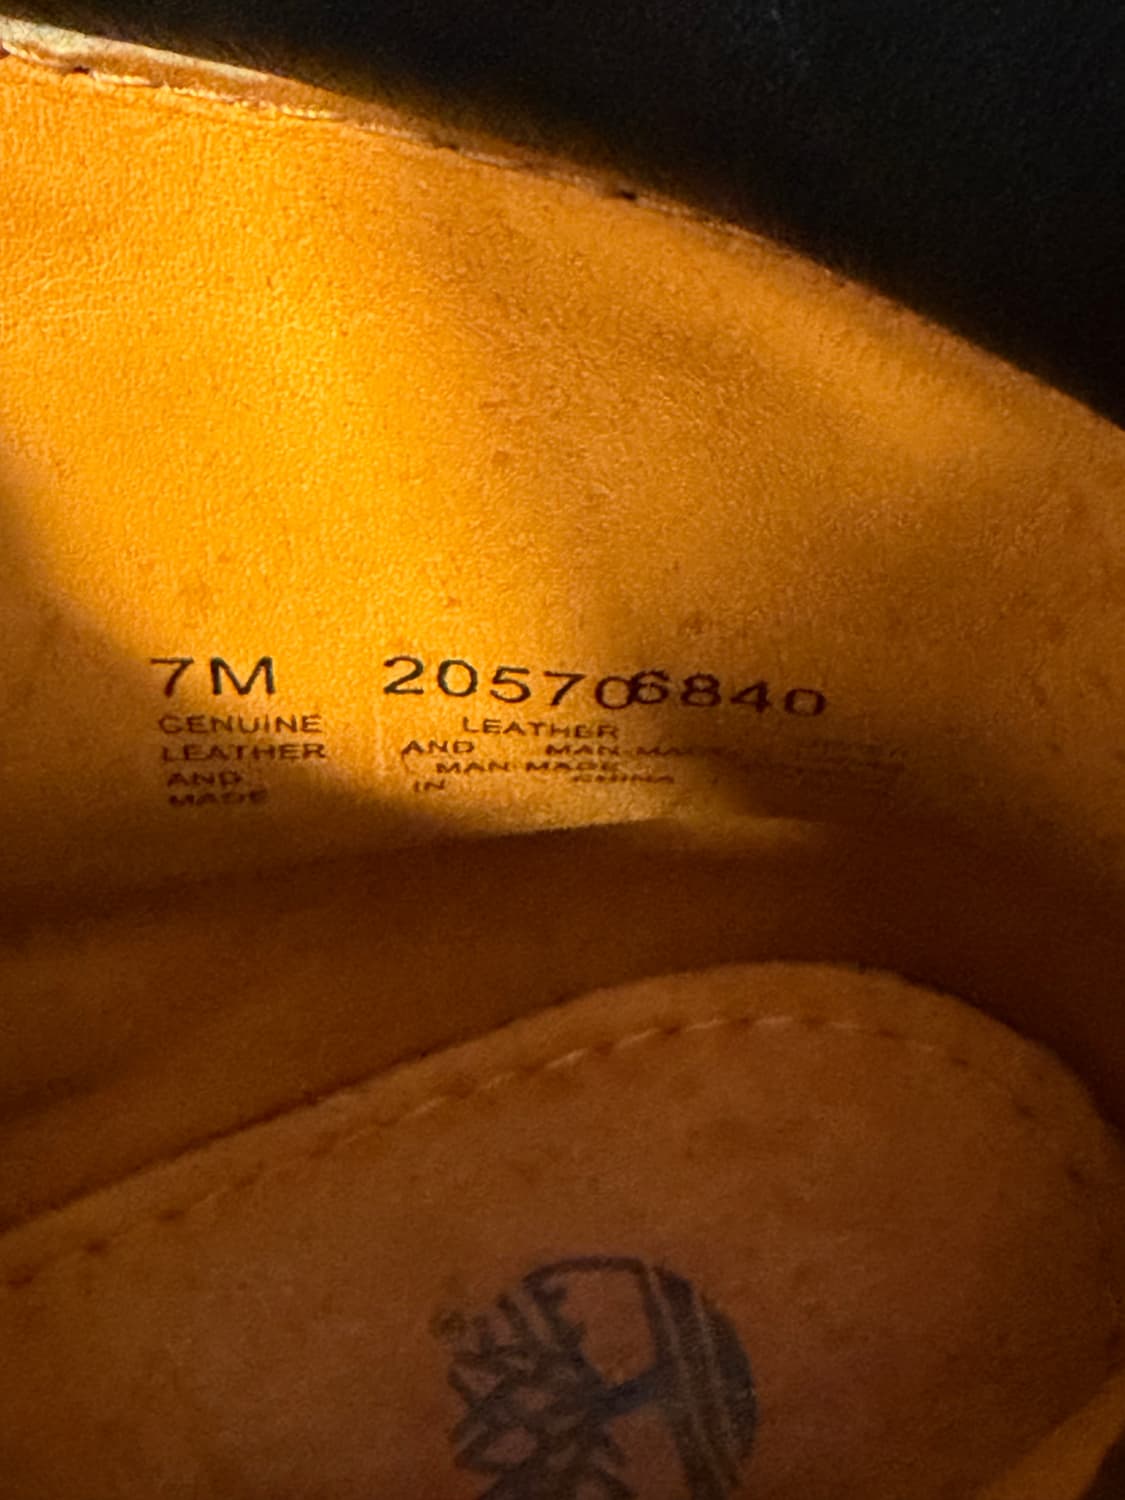 7M 20570 6840
GENUINE LEATHER
LEATHER AND MAN-MADE
AND MAN-MADE
MADE IN CHINA